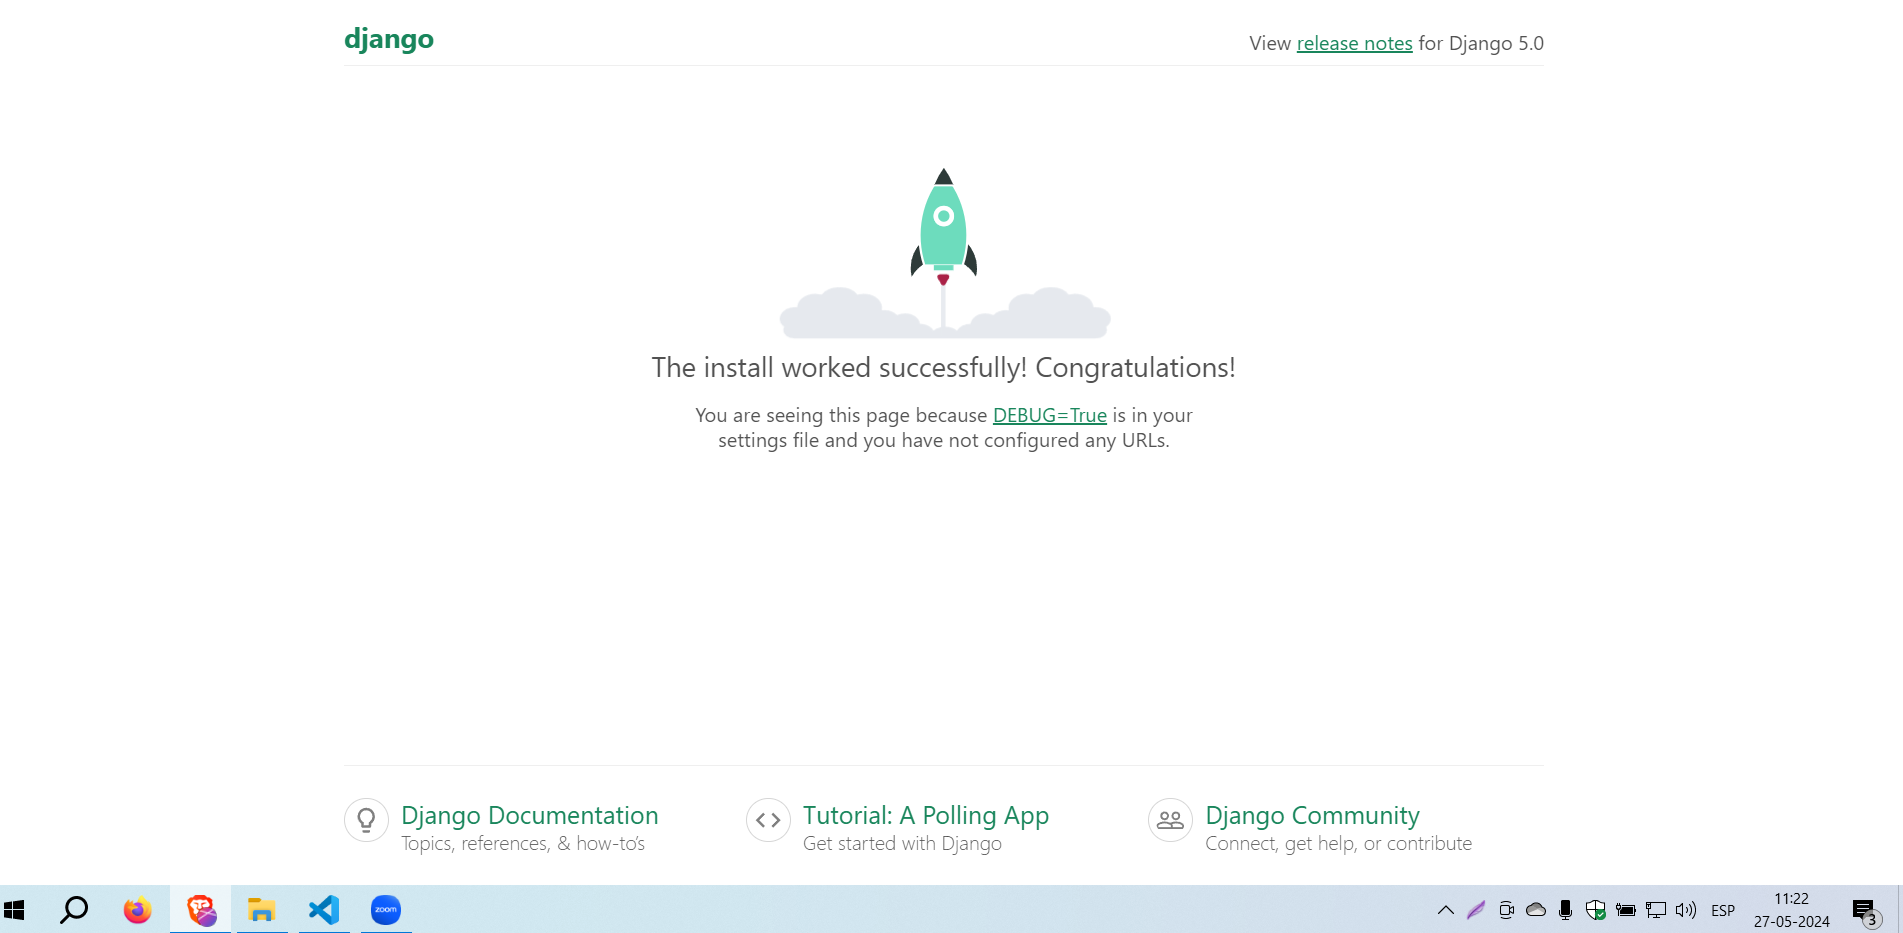 django
View release notes for Django 5.0
The install worked successfully! Congratulations!
You are seeing this page because DEBUG=True is in your
settings file and you have not configured any URLs.
Django Documentation
Topics, references, & how-to's
Tutorial: A Polling App
Get started with Django
Django Community
Connect, get help, or contribute
zoom
ESP
11:22
27-05-2024
3